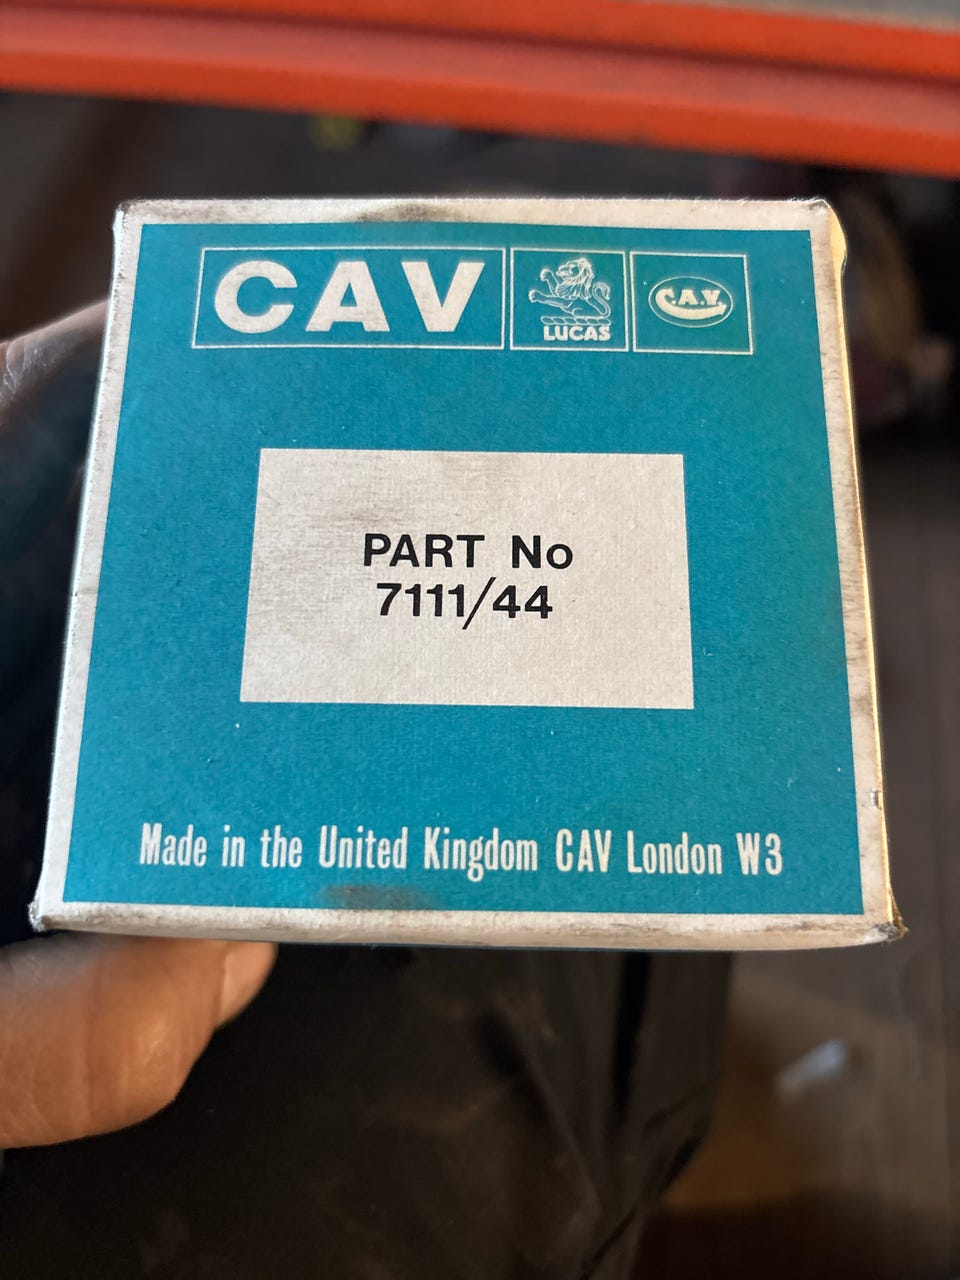 CAV
LUCAS
C.A.V.
PART No
7111/44
Made in the United Kingdom CAV London W3